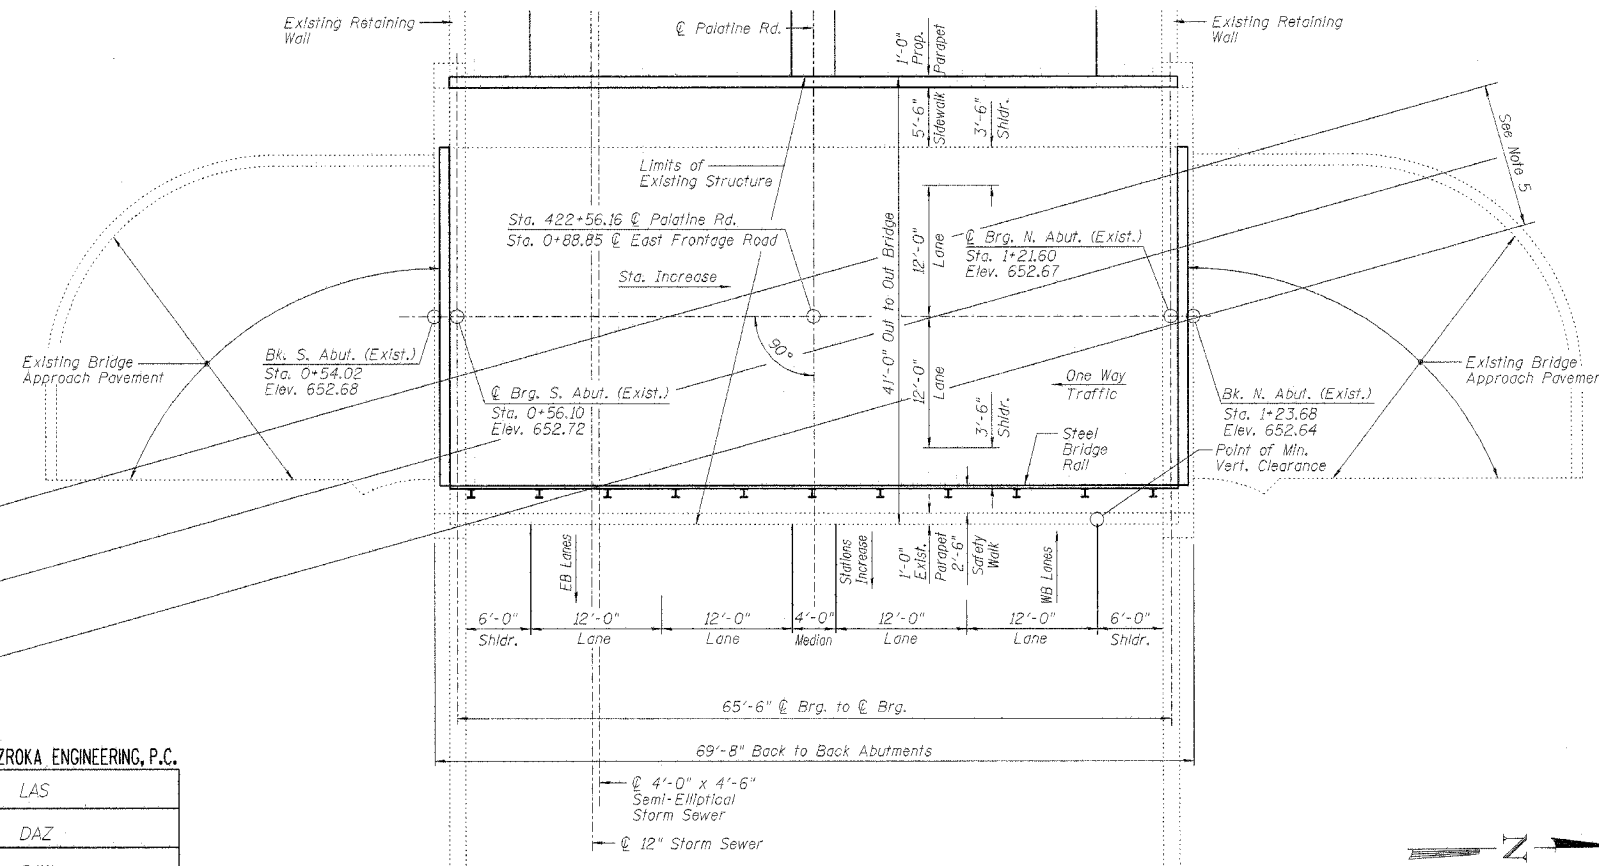 Existing Retaining
Wall
℄ Palatine Rd.
1'-0"
Prop.
Parapet
Existing Retaining
Wall
5'-6"
Sidewalk
3'-6"
Shldr.
See Note 5
Limits of
Existing Structure
Sta. 422+56.16 ℄ Palatine Rd.
Sta. 0+88.85 ℄ East Frontage Road
Sta. Increase
41'-0" Out to Out Bridge
12'-0"
Lane
℄ Brg. N. Abut. (Exist.)
Sta. 1+21.60
Elev. 652.67
90°
Existing Bridge
Approach Pavement
Bk. S. Abut. (Exist.)
Sta. 0+54.02
Elev. 652.68
℄ Brg. S. Abut. (Exist.)
Sta. 0+56.10
Elev. 652.72
12'-0"
Lane
3'-6"
Shldr.
One Way
Traffic
Steel
Bridge
Rail
Existing Bridge
Approach Pavemen
Bk. N. Abut. (Exist.)
Sta. 1+23.68
Elev. 652.64
Point of Min.
Vert. Clearance
EB Lanes
Stations
Increase
1'-0"
Exist.
Parapet
2'-6"
Safety
Walk
WB Lanes
6'-0" 12'-0" 12'-0" 4'-0" 12'-0" 12'-0" 6'-0"
Shldr. Lane Lane Median Lane Lane Shldr.
65'-6" ℄ Brg. to ℄ Brg.
69'-8" Back to Back Abutments
℄ 4'-0" x 4'-6"
Semi-Elliptical
Storm Sewer
℄ 12" Storm Sewer
ZROKA ENGINEERING, P.C.
LAS
DAZ
N